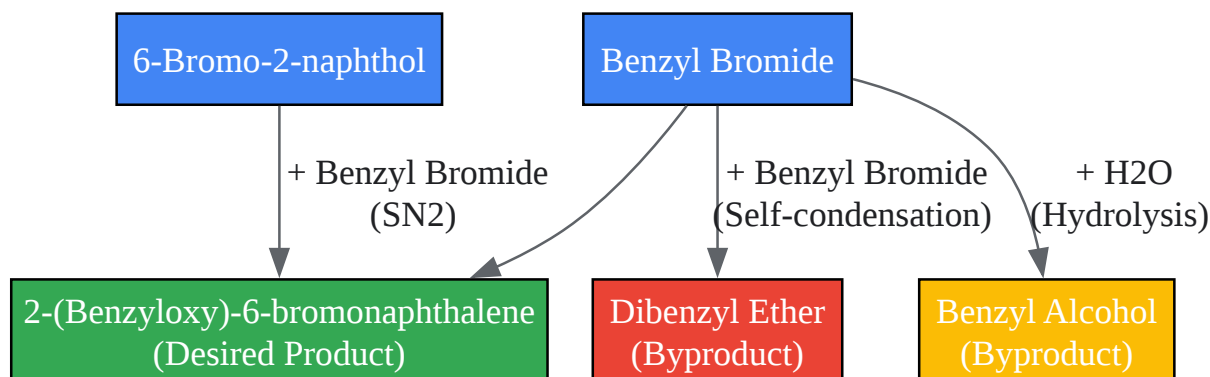 6-Bromo-2-naphthol
Benzyl Bromide
+ Benzyl Bromide
(SN2)
+ Benzyl Bromide
(Self-condensation)
+ H2O
(Hydrolysis)
2-(Benzyloxy)-6-bromonaphthalene
(Desired Product)
Dibenzyl Ether
(Byproduct)
Benzyl Alcohol
(Byproduct)